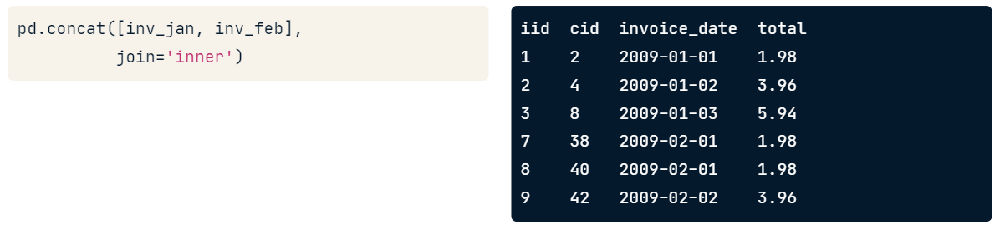 pd.concat([inv_jan, inv_feb],
          join='inner')
iid  cid  invoice_date  total
1    2    2009-01-01    1.98
2    4    2009-01-02    3.96
3    8    2009-01-03    5.94
7    38   2009-02-01    1.98
8    40   2009-02-01    1.98
9    42   2009-02-02    3.96